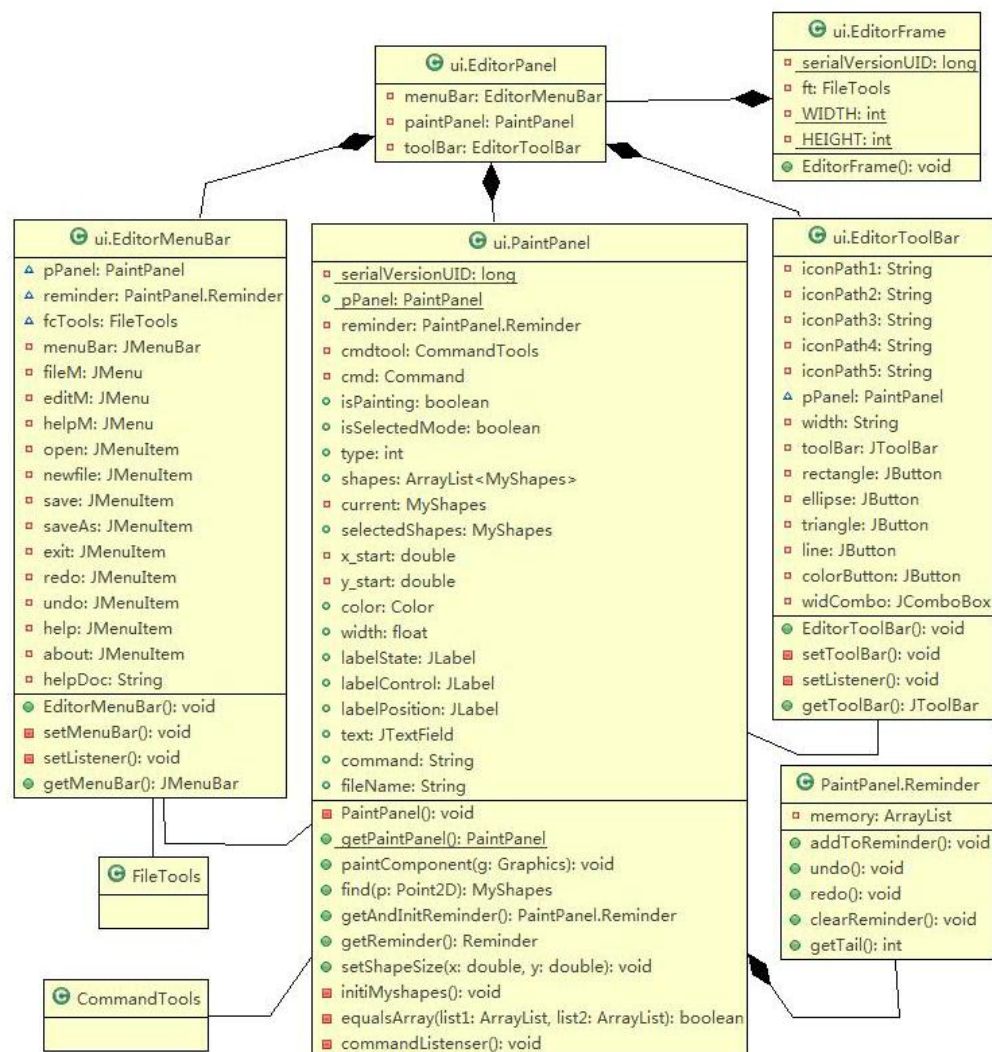 ui.EditorPanel
menuBar: EditorMenuBar
paintPanel: PaintPanel
toolBar: EditorToolBar
ui.EditorFrame
serialVersionUID: long
ft: FileTools
WIDTH: int
HEIGHT: int
EditorFrame(): void
ui.EditorMenuBar
pPanel: PaintPanel
reminder: PaintPanel.Reminder
fcTools: FileTools
menuBar: JMenuBar
fileM: JMenu
editM: JMenu
helpM: JMenu
open: JMenuItem
newfile: JMenuItem
save: JMenuItem
saveAs: JMenuItem
exit: JMenuItem
redo: JMenuItem
undo: JMenuItem
help: JMenuItem
about: JMenuItem
helpDoc: String
EditorMenuBar(): void
setMenuBar(): void
setListener(): void
getMenuBar(): JMenuBar
ui.PaintPanel
serialVersionUID: long
pPanel: PaintPanel
reminder: PaintPanel.Reminder
cmdtool: CommandTools
cmd: Command
isPainting: boolean
isSelectedMode: boolean
type: int
shapes: ArrayList<MyShapes>
current: MyShapes
selectedShapes: MyShapes
x_start: double
y_start: double
color: Color
width: float
labelState: JLabel
labelControl: JLabel
labelPosition: JLabel
text: JTextField
command: String
fileName: String
PaintPanel(): void
getPaintPanel(): PaintPanel
paintComponent(g: Graphics): void
find(p: Point2D): MyShapes
getAndInitReminder(): PaintPanel.Reminder
getReminder(): Reminder
setShapeSize(x: double, y: double): void
initiMyshapes(): void
equalsArray(list1: ArrayList, list2: ArrayList): boolean
commandListenser(): void
ui.EditorToolBar
iconPath1: String
iconPath2: String
iconPath3: String
iconPath4: String
iconPath5: String
pPanel: PaintPanel
width: String
toolBar: JToolBar
rectangle: JButton
ellipse: JButton
triangle: JButton
line: JButton
colorButton: JButton
widCombo: JComboBox
EditorToolBar(): void
setToolBar(): void
setListener(): void
getToolBar(): JToolBar
PaintPanel.Reminder
memory: ArrayList
addToReminder(): void
undo(): void
redo(): void
clearReminder(): void
getTail(): int
FileTools
CommandTools